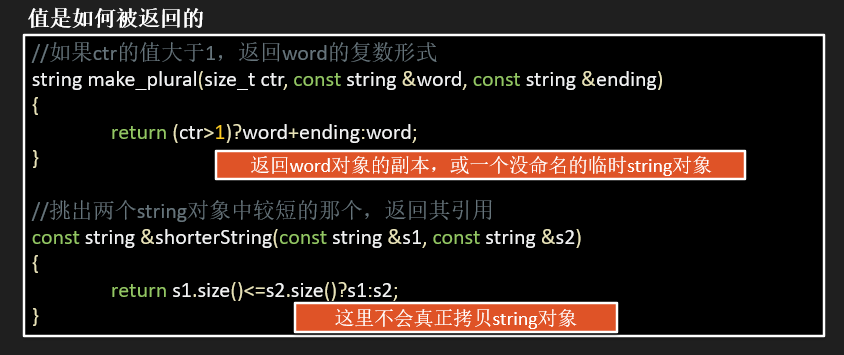 值是如何被返回的
//如果ctr的值大于1，返回word的复数形式
string make_plural(size_t ctr, const string &word, const string &ending)
{
return (ctr>1)?word+ending:word;
}
返回word对象的副本，或一个没命名的临时string对象
//挑出两个string对象中较短的那个，返回其引用
const string &shorterString(const string &s1, const string &s2)
{
return s1.size()<=s2.size()?s1:s2;
}
这里不会真正拷贝string对象